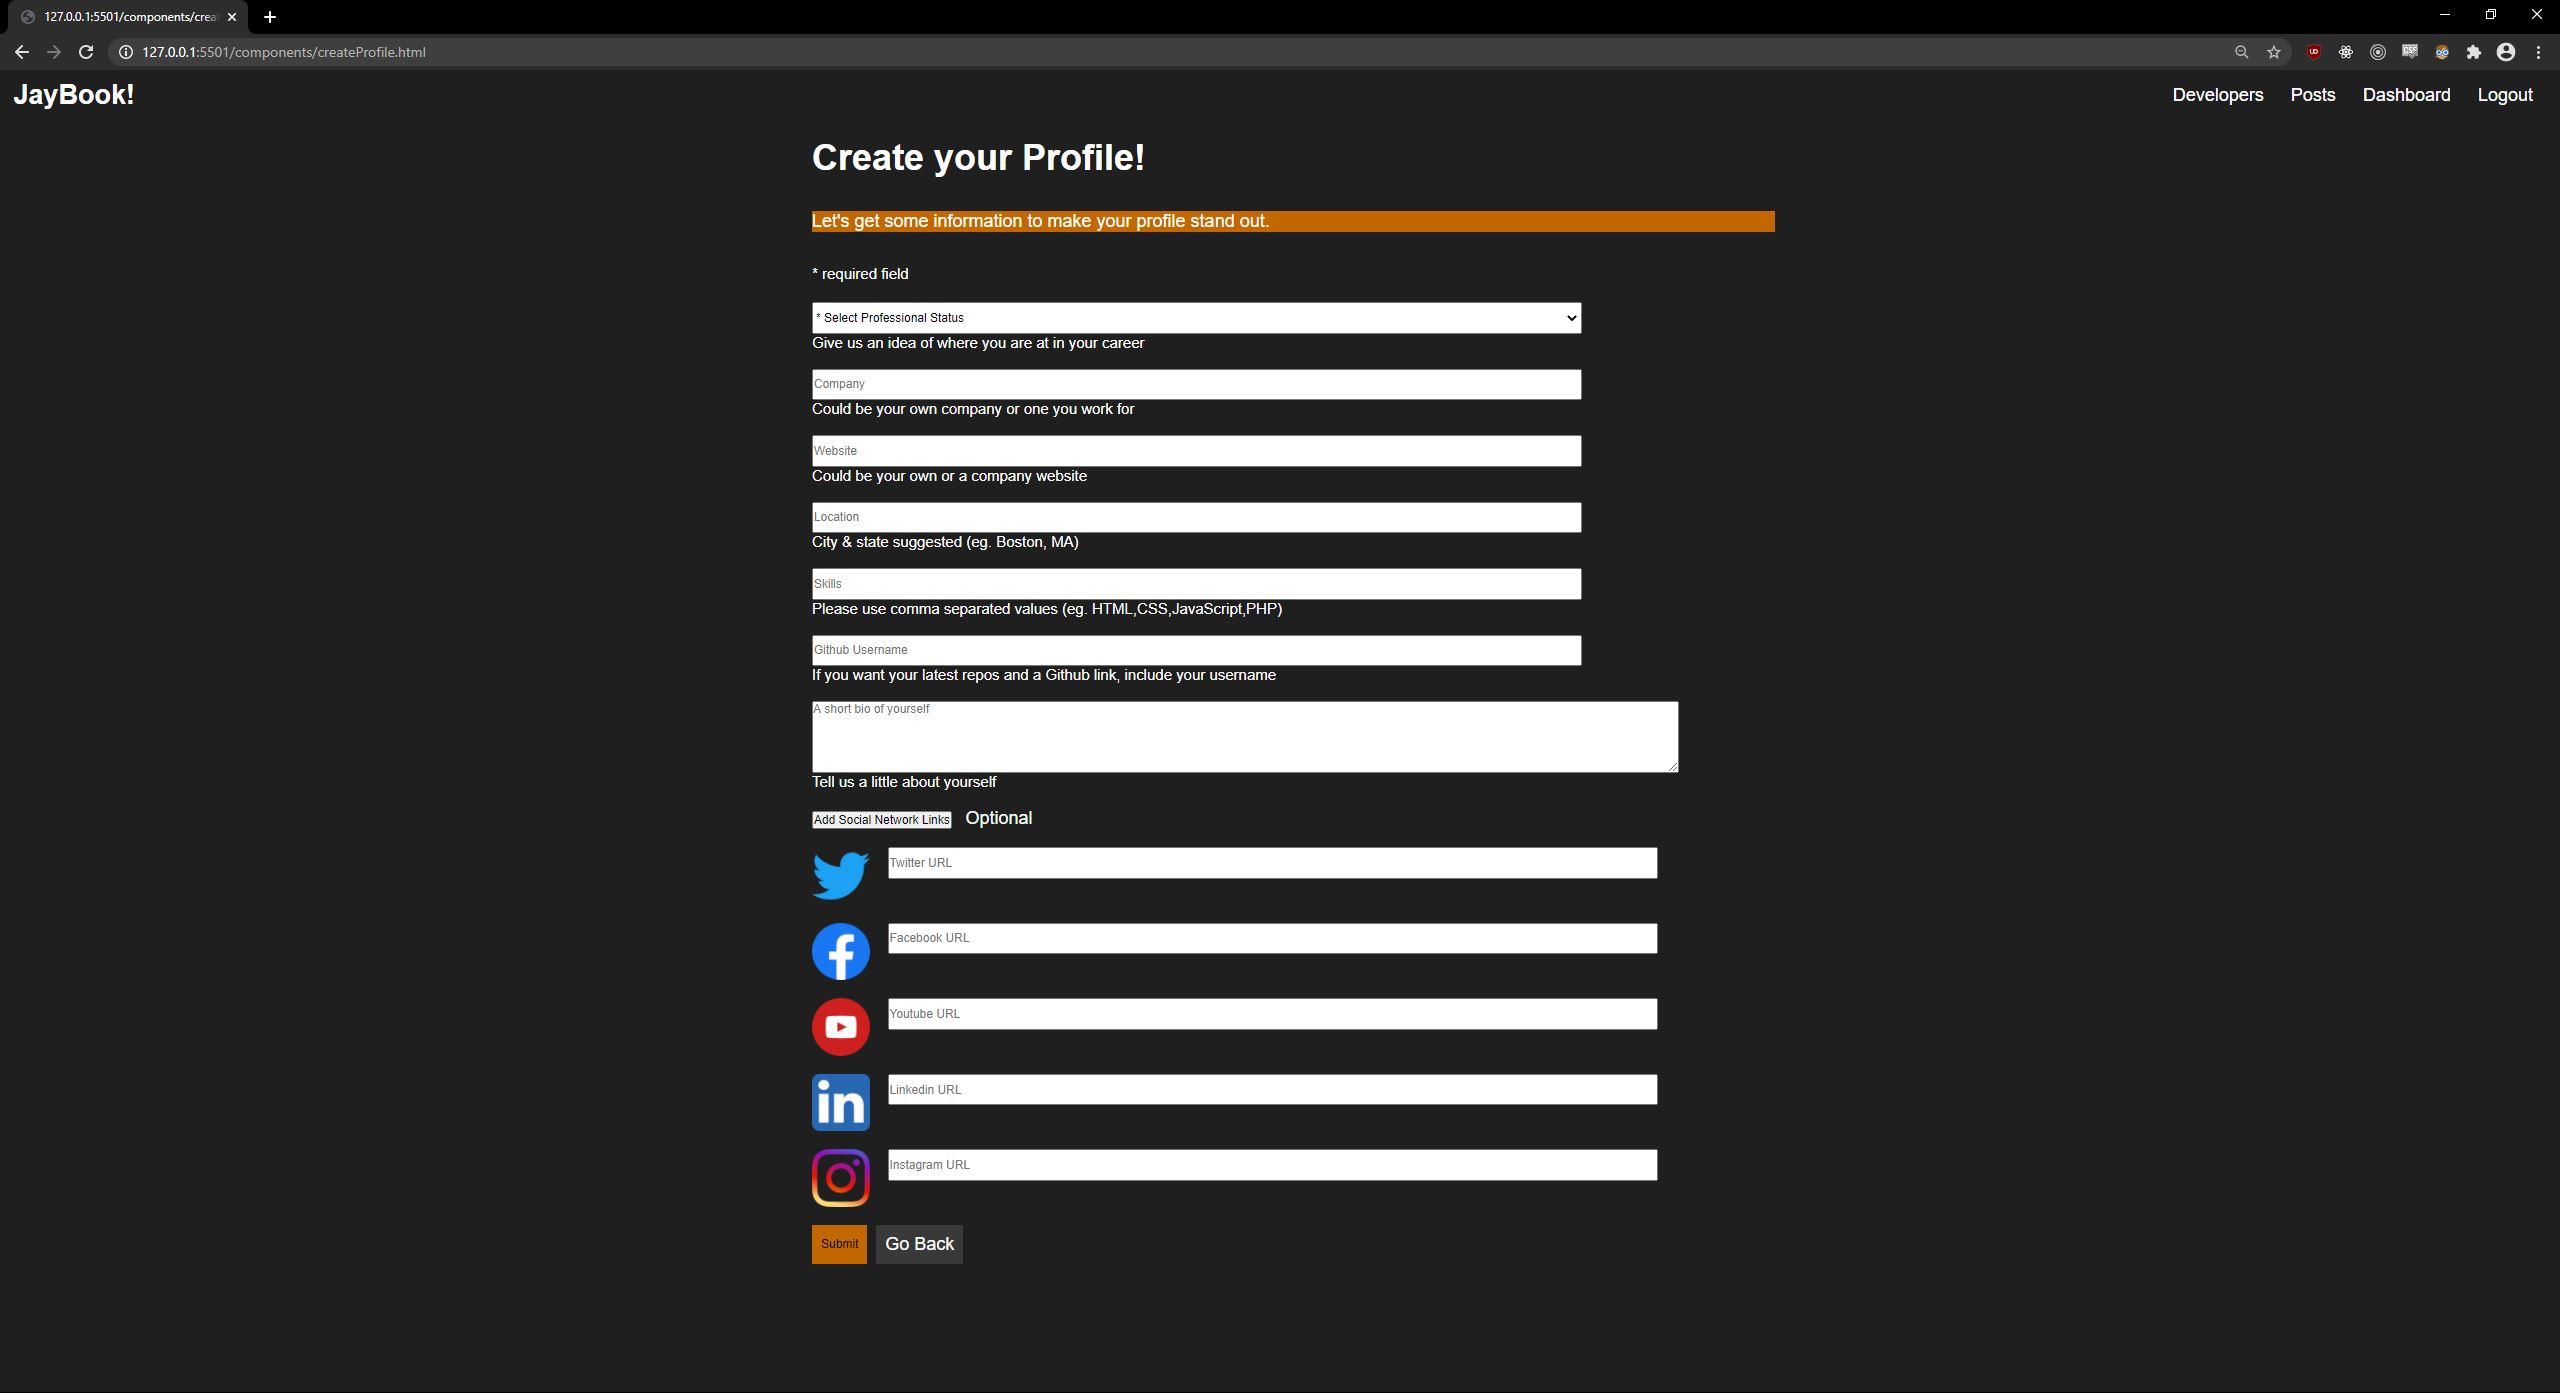 127.0.0.1:5501/components/crea
127.0.0.1:5501/components/createProfile.html
JayBook!
Developers Posts Dashboard Logout
Create your Profile!
Let's get some information to make your profile stand out.
* required field
* Select Professional Status
Give us an idea of where you are at in your career
Company
Could be your own company or one you work for
Website
Could be your own or a company website
Location
City & state suggested (eg. Boston, MA)
Skills
Please use comma separated values (eg. HTML,CSS,JavaScript,PHP)
Github Username
If you want your latest repos and a Github link, include your username
A short bio of yourself
Tell us a little about yourself
Add Social Network Links Optional
Twitter URL
Facebook URL
Youtube URL
in Linkedin URL
Instagram URL
Submit Go Back